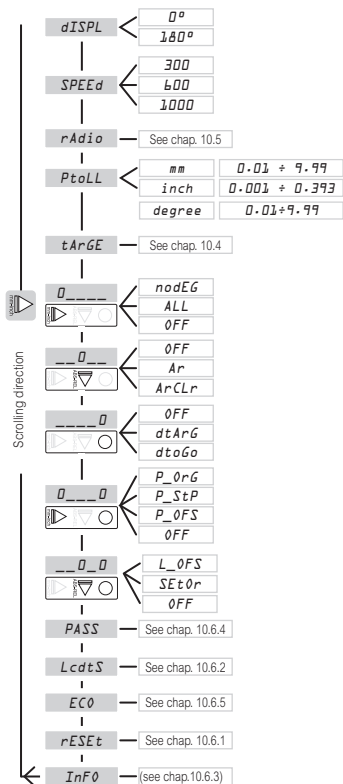 dISPL
0°
180°
SPEEd
300
600
1000
rAdio
See chap. 10.5
PtoLL
mm 0.01 ÷ 9.99
inch 0.001 ÷ 0.393
degree 0.01÷9.99
tArGE
See chap. 10.4
0____
nodEG
ALL
OFF
__0__
OFF
Ar
ArCLr
____0
OFF
dtArG
dtoGo
0___0
P_OrG
P_StP
P_OFS
OFF
__0_0
L_OFS
SEtOr
OFF
PASS
See chap. 10.6.4
LcdtS
See chap. 10.6.2
ECO
See chap. 10.6.5
rESEt
See chap. 10.6.1
InFO
(see chap.10.6.3)
Scrolling direction